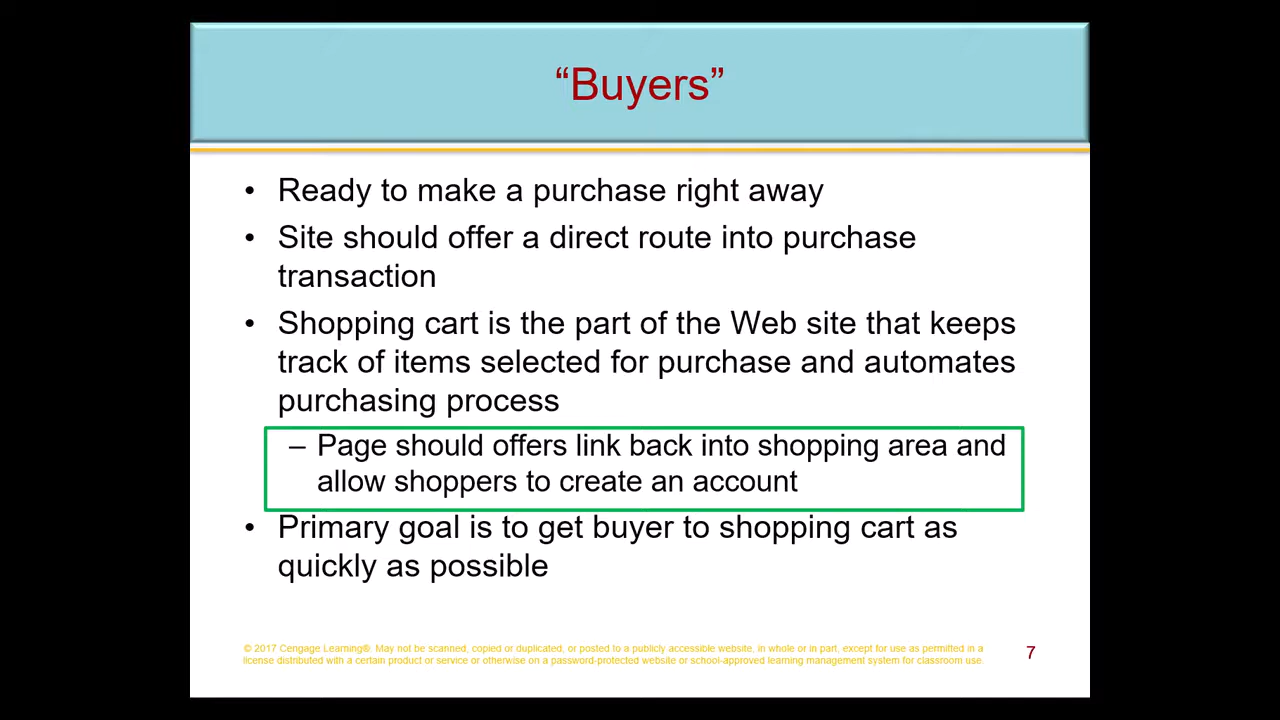 “Buyers”
• Ready to make a purchase right away
• Site should offer a direct route into purchase
transaction
• Shopping cart is the part of the Web site that keeps
track of items selected for purchase and automates
purchasing process
– Page should offers link back into shopping area and
allow shoppers to create an account
• Primary goal is to get buyer to shopping cart as
quickly as possible
© 2017 Cengage Learning® May not be scanned, copied or duplicated, or posted to a publicly accessible website, in whole or in part, except for use as permitted in a
license distributed with a certain product or service or otherwise on a password-protected website or school-approved learning management system for classroom use.
7